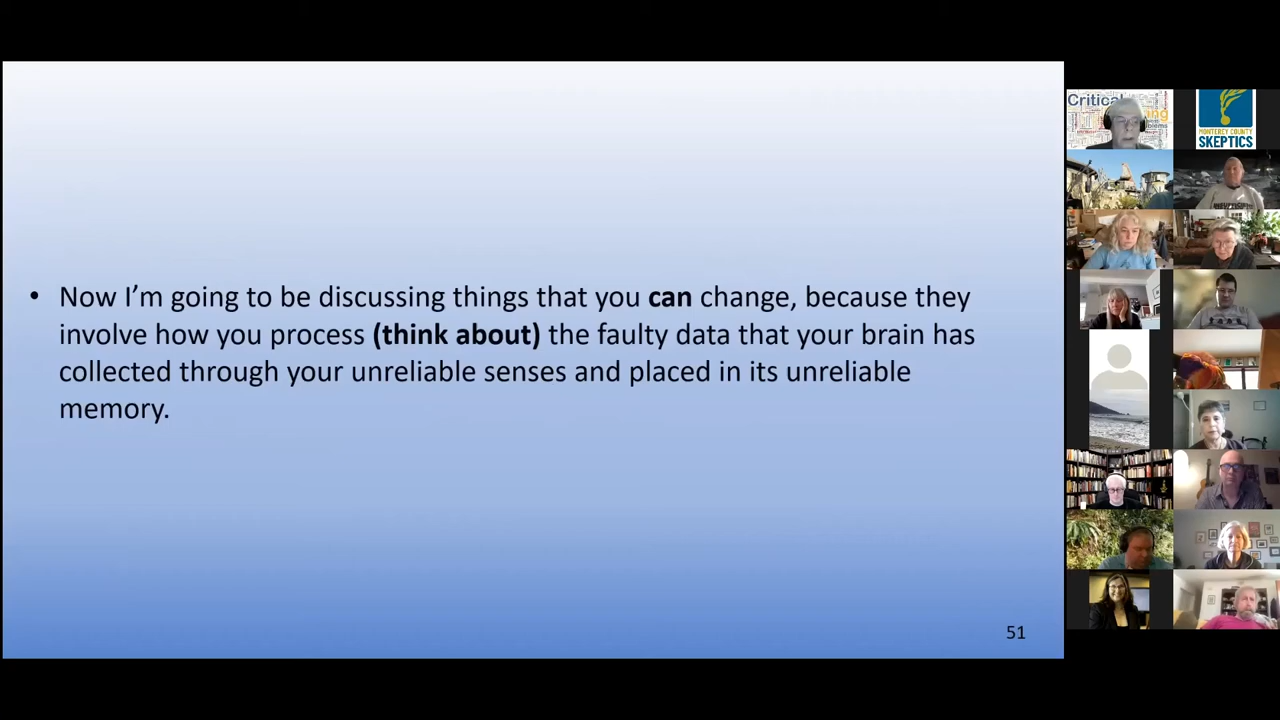 • Now I’m going to be discussing things that you can change, because they
involve how you process (think about) the faulty data that your brain has
collected through your unreliable senses and placed in its unreliable
memory.
51
Critical
MONTEREY COUNTY
SKEPTICS